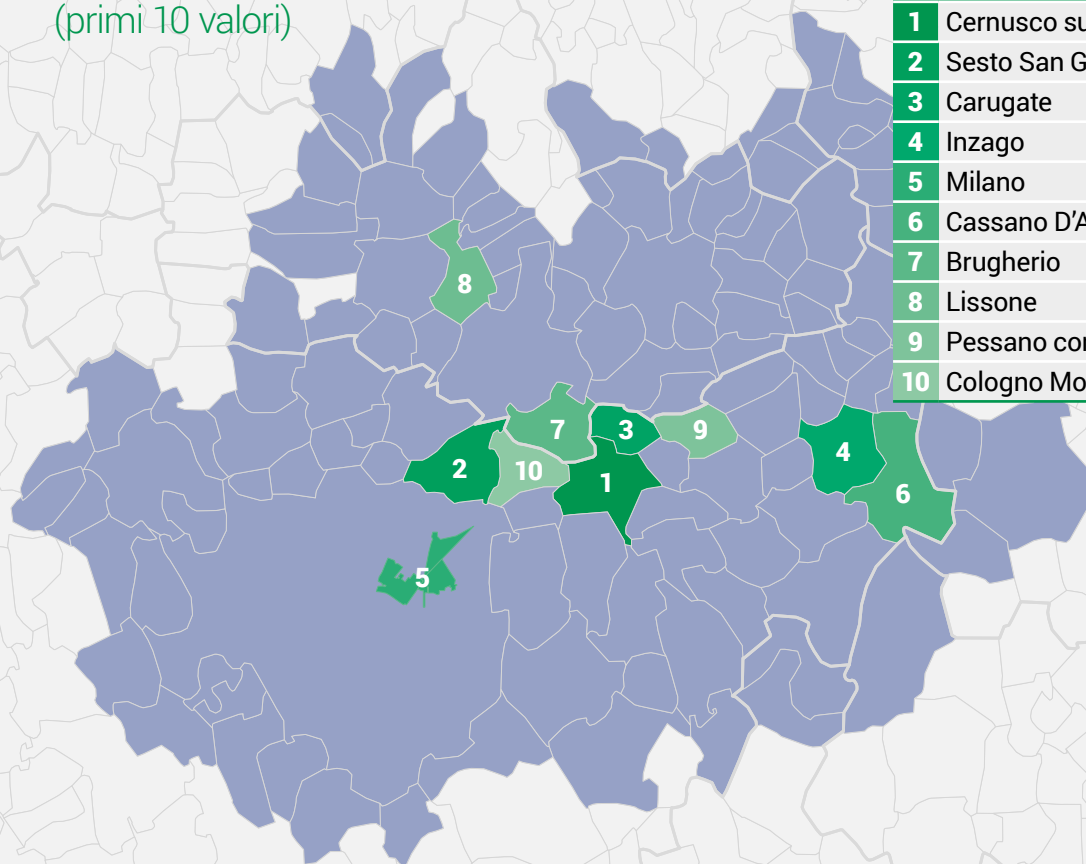 (primi 10 valori)
1 Cernusco su
2 Sesto San G
3 Carugate
4 Inzago
5 Milano
6 Cassano D'A
7 Brugherio
8 Lissone
9 Pessano con
10 Cologno Mo
8
7
3
9
4
2
10
1
6
5